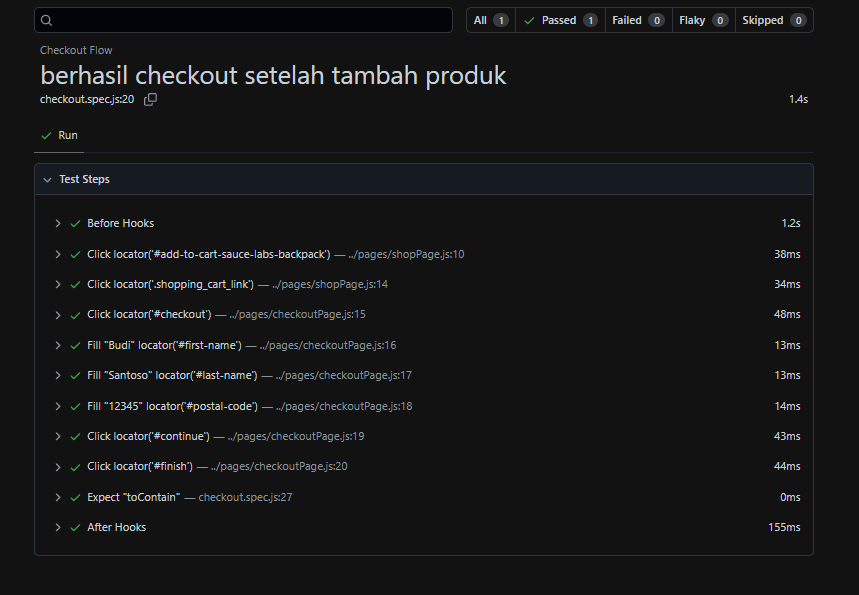 All 1 Passed 1 Failed 0 Flaky 0 Skipped 0
Checkout Flow
berhasil checkout setelah tambah produk
checkout.spec.js:20 1.4s
Run
Test Steps
Before Hooks 1.2s
Click locator('#add-to-cart-sauce-labs-backpack') — ../pages/shopPage.js:10 38ms
Click locator('.shopping_cart_link') — ../pages/shopPage.js:14 34ms
Click locator('#checkout') — ../pages/checkoutPage.js:15 48ms
Fill "Budi" locator('#first-name') — ../pages/checkoutPage.js:16 13ms
Fill "Santoso" locator('#last-name') — ../pages/checkoutPage.js:17 13ms
Fill "12345" locator('#postal-code') — ../pages/checkoutPage.js:18 14ms
Click locator('#continue') — ../pages/checkoutPage.js:19 43ms
Click locator('#finish') — ../pages/checkoutPage.js:20 44ms
Expect "toContain" — checkout.spec.js:27 0ms
After Hooks 155ms